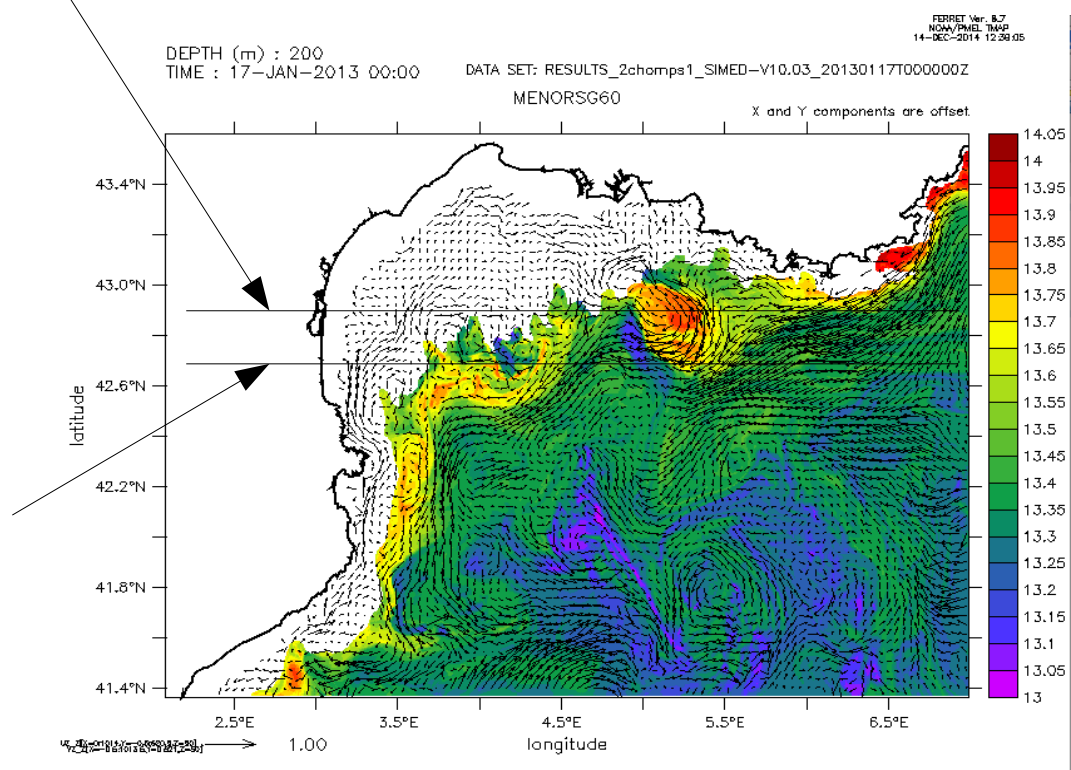 FERRET Ver. 6.7
NOAA/PMEL TMAP
14-DEC-2014 12:38:05
DEPTH (m) : 200
TIME : 17-JAN-2013 00:00
DATA SET: RESULTS_2chomps1_SIMED-V10.03_20130117T000000Z
MENORSG60
X and Y components are offset
14.05
14
13.95
13.9
13.85
13.8
13.75
13.7
13.65
13.6
13.55
13.5
13.45
13.4
13.35
13.3
13.25
13.2
13.15
13.1
13.05
13
43.4°N
43.0°N
42.6°N
42.2°N
41.8°N
41.4°N
latitude
2.5°E
3.5°E
4.5°E
5.5°E
6.5°E
longitude
1.00